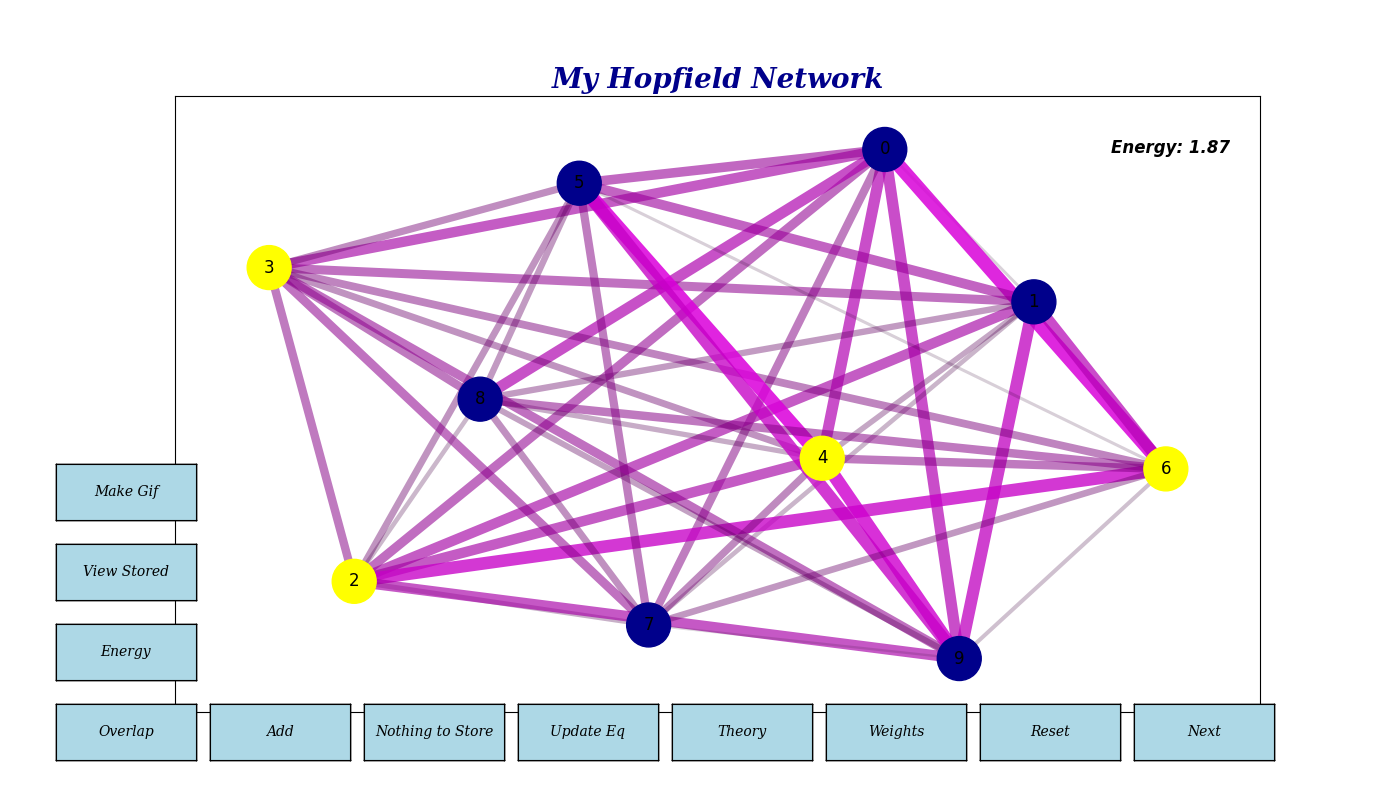 My Hopfield Network
Energy: 1.87
0
5
3
1
8
4
6
2
7
9
Make Gif
View Stored
Energy
Overlap
Add
Nothing to Store
Update Eq
Theory
Weights
Reset
Next